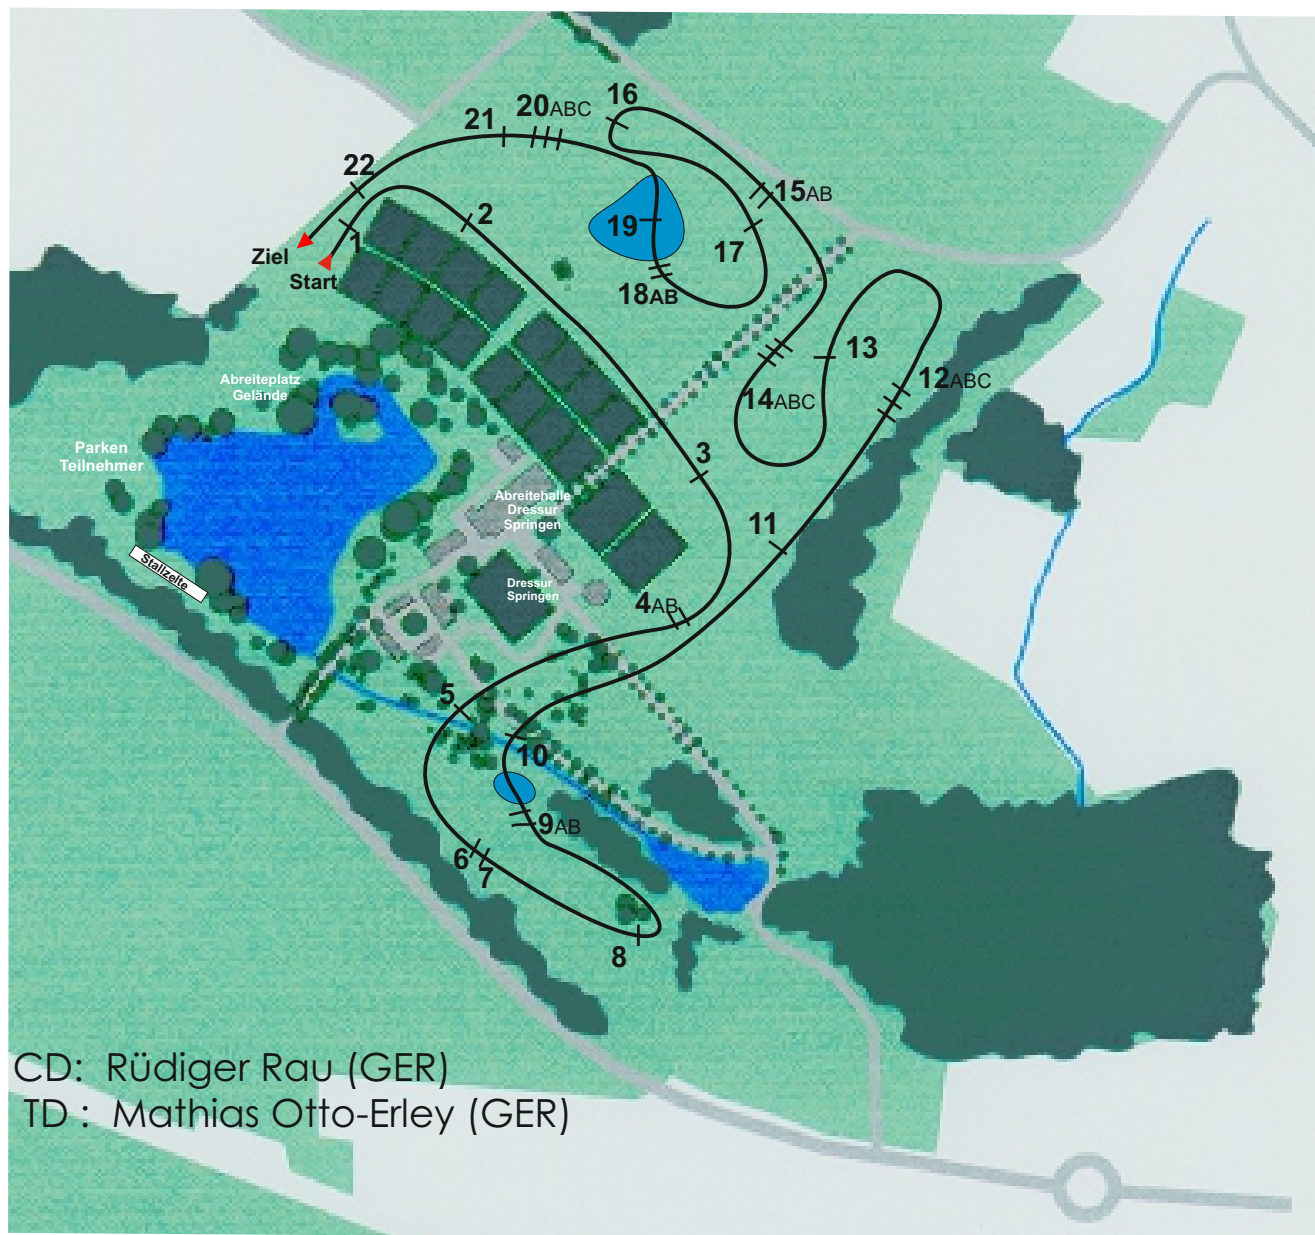 16
20ABC
21
22
15AB
2
1
19
17
Ziel
Start
18AB
13
12ABC
14ABC
Abreiteplatz
Gelände
Parken
Teilnehmer
3
Abreitehalle
Dressur
Springen
11
Stallzelte
Dressur
Springen
4AB
5
10
9AB
6
7
8
CD: Rüdiger Rau (GER)
TD : Mathias Otto-Erley (GER)